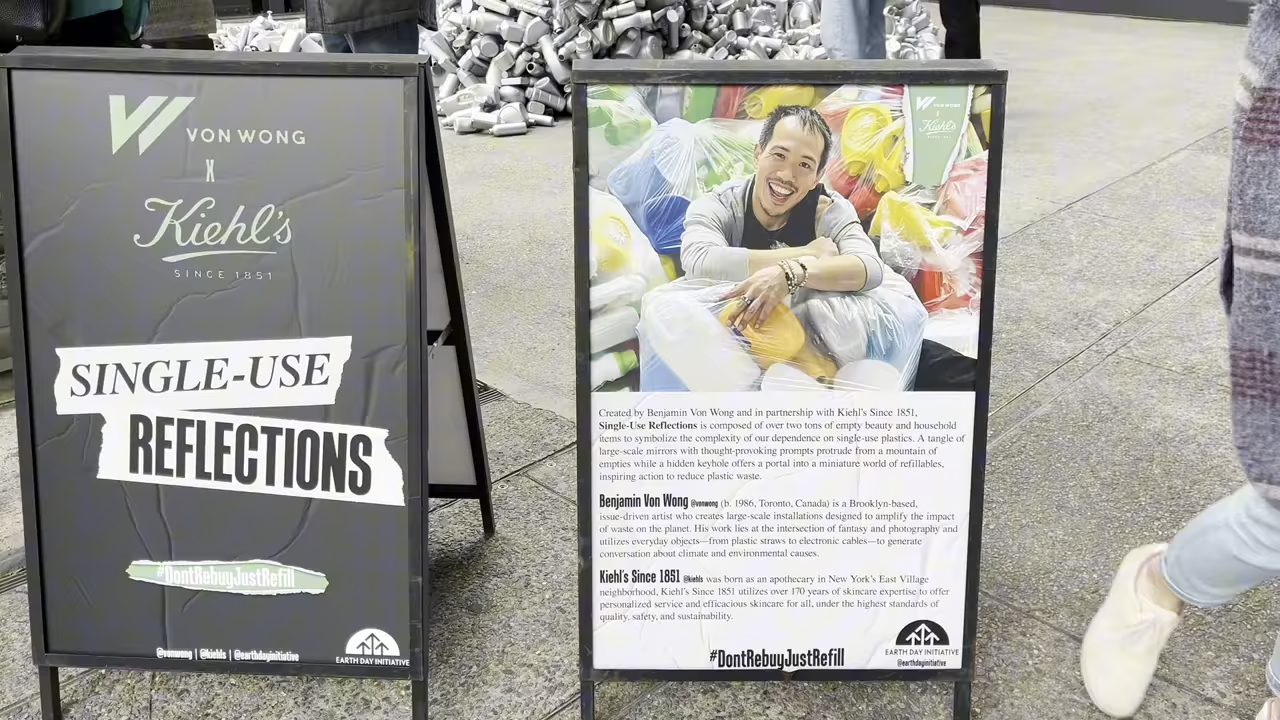 VON WONG
X
Kiehl's
SINCE 1851
SINGLE-USE
REFLECTIONS
#DontRebuyJustRefill
@vonwong | @kiehls | @earthdayinitiative
EARTH DAY INITIATIVE
VON WONG
Kiehl's
Created by Benjamin Von Wong and in partnership with Kiehl's Since 1851,
Single-Use Reflections is composed of over two tons of empty beauty and household
items to symbolize the complexity of our dependence on single-use plastics. A tangle of
large-scale mirrors with thought-provoking prompts protrude from a mountain of
empties while a hidden keyhole offers a portal into a miniature world of refillables,
inspiring action to reduce plastic waste.
Benjamin Von Wong @vonwong (b. 1986, Toronto, Canada) is a Brooklyn-based,
issue-driven artist who creates large-scale installations designed to amplify the impact
of waste on the planet. His work lies at the intersection of fantasy and photography and
utilizes everyday objects—from plastic straws to electronic cables—to generate
conversation about climate and environmental causes.
Kiehl's Since 1851 @kiehls was born as an apothecary in New York's East Village
neighborhood, Kiehl's Since 1851 utilizes over 170 years of skincare expertise to offer
personalized service and efficacious skincare for all, under the highest standards of
quality, safety, and sustainability.
#DontRebuyJustRefill
EARTH DAY INITIATIVE
@earthdayinitiative